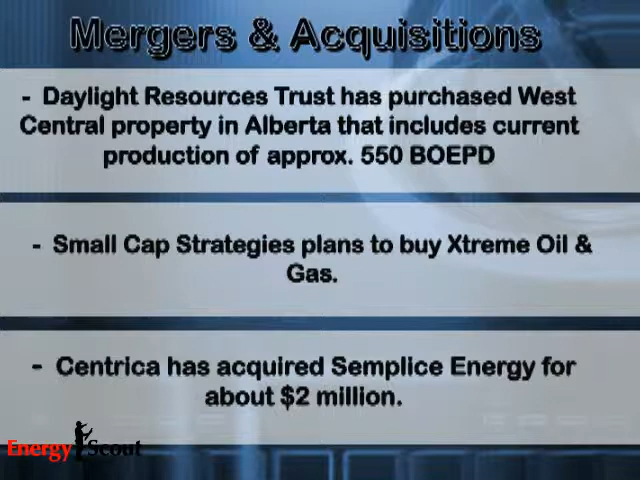 Mergers & Acquisitions
- Daylight Resources Trust has purchased West
Central property in Alberta that includes current
production of approx. 550 BOEPD
- Small Cap Strategies plans to buy Xtreme Oil &
Gas.
- Centrica has acquired Semplice Energy for
about $2 million.
Energy Scout